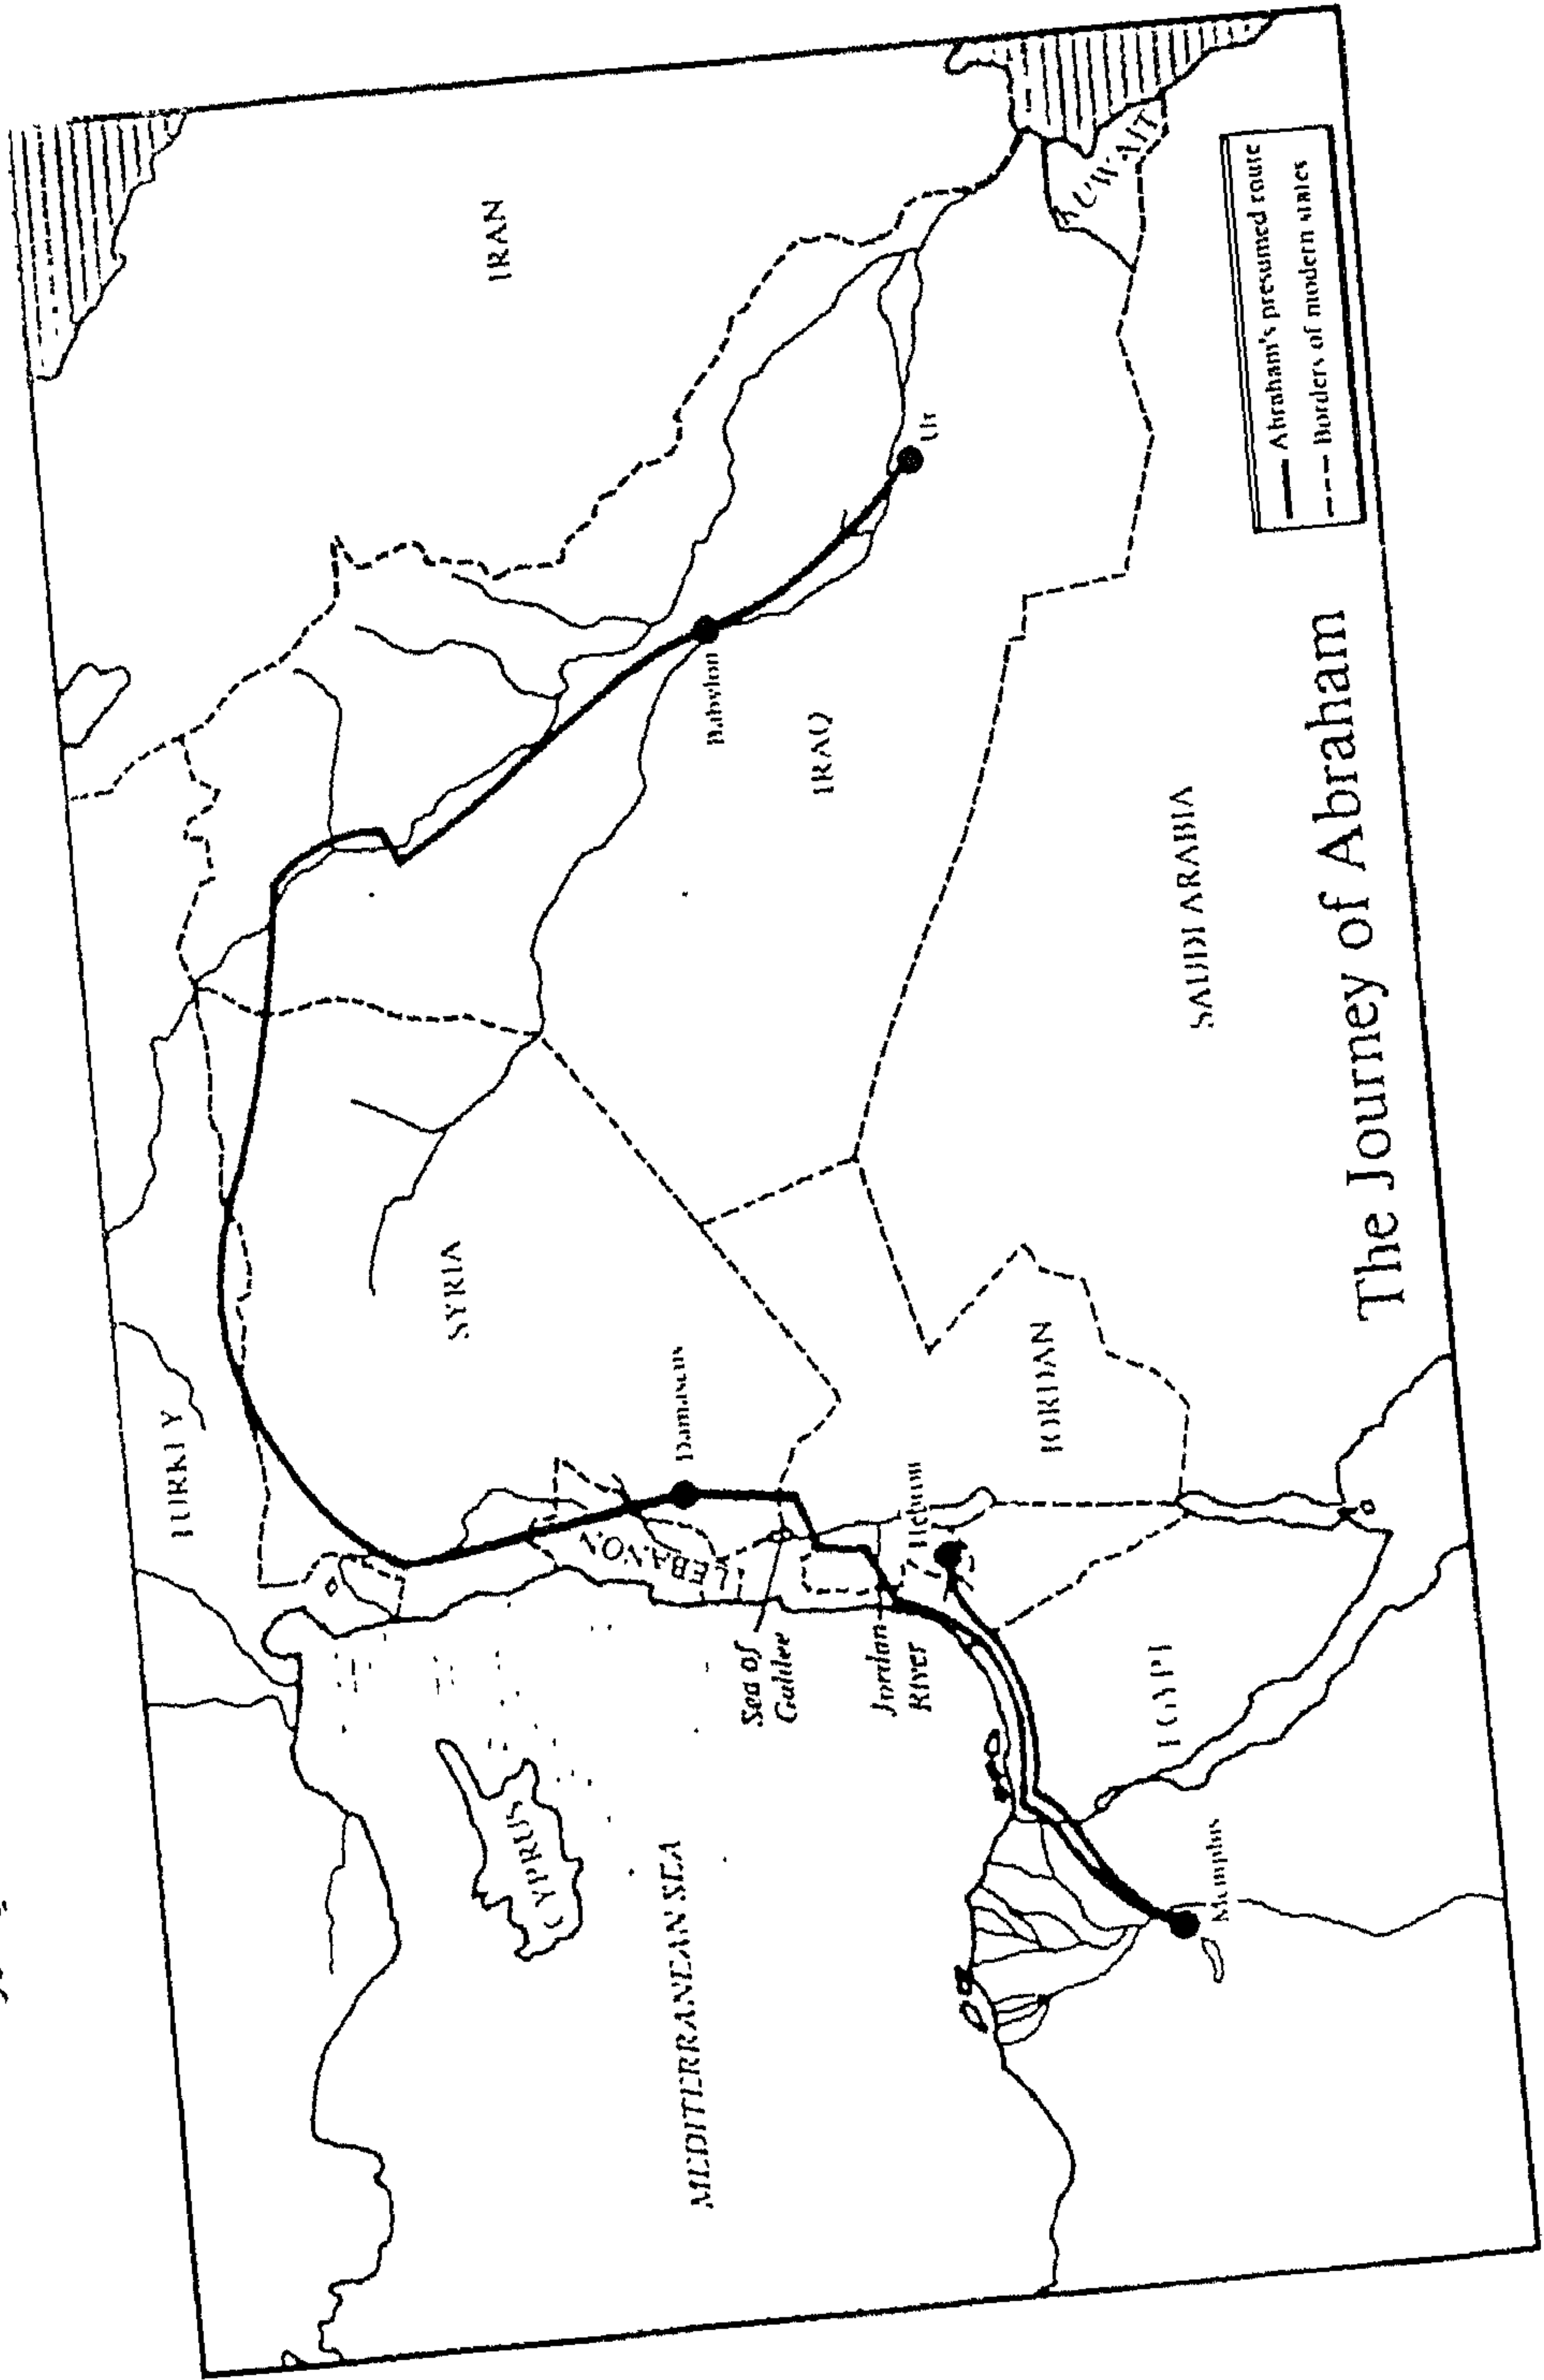 TURKEY
SYRIA
IRAN
CYPRUS
LEBANON
Damascus
Babylon
IRAQ
MEDITERRANEAN SEA
Sea of
Galilee
Jordan
River
Hebron
Ur
JORDAN
KUWAIT
EGYPT
Memphis
SAUDI ARABIA
Abraham's presumed route
Borders of modern states
The Journey of Abraham